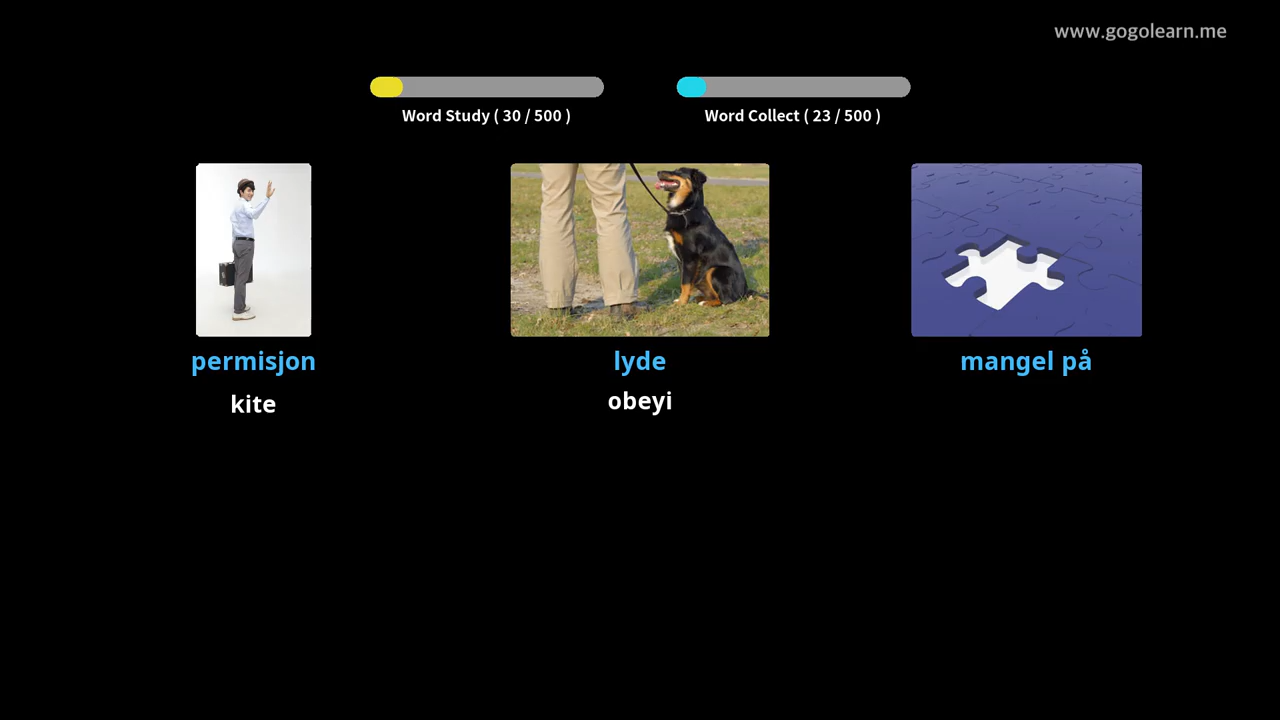 www.gogolearn.me
Word Study ( 30 / 500 )
Word Collect ( 23 / 500 )
permisjon
lyde
mangel på
kite
obeyi